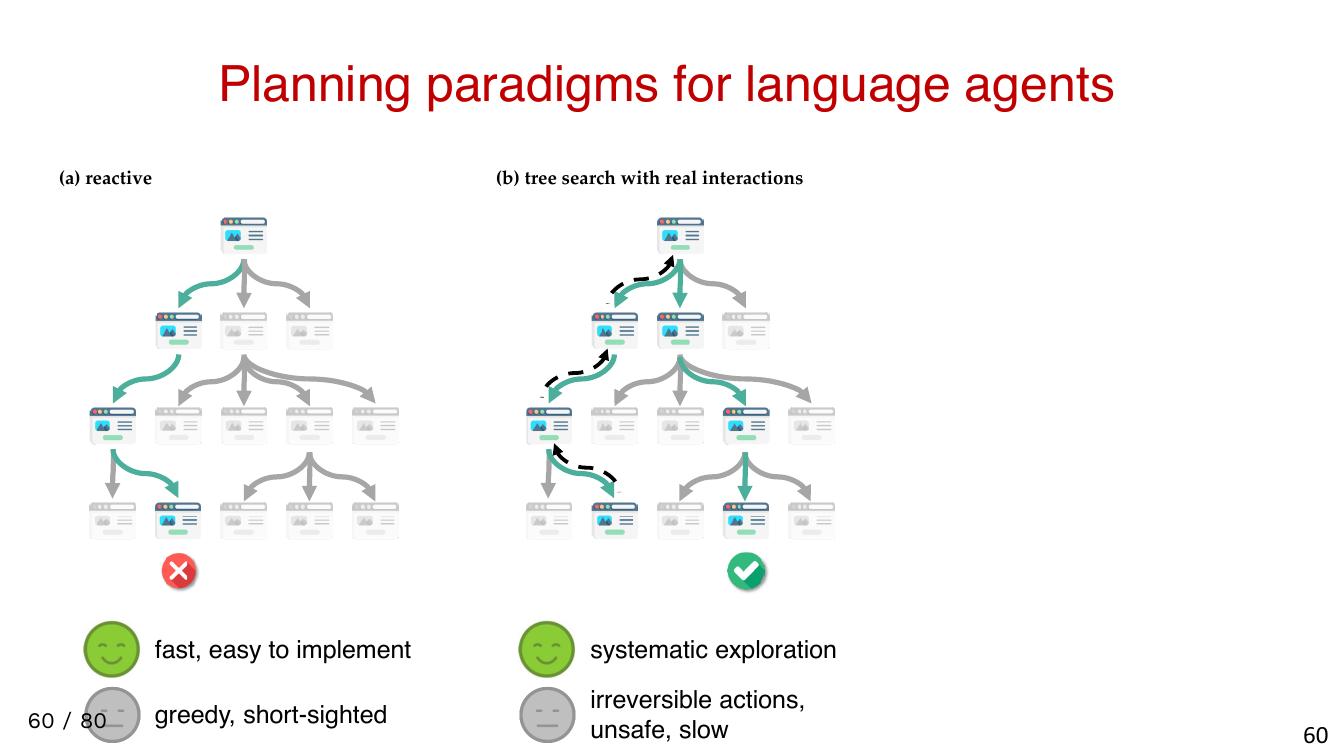 Planning paradigms for language agents
(a) reactive
(b) tree search with real interactions
fast, easy to implement
greedy, short-sighted
systematic exploration
irreversible actions,
unsafe, slow
60 / 80
60